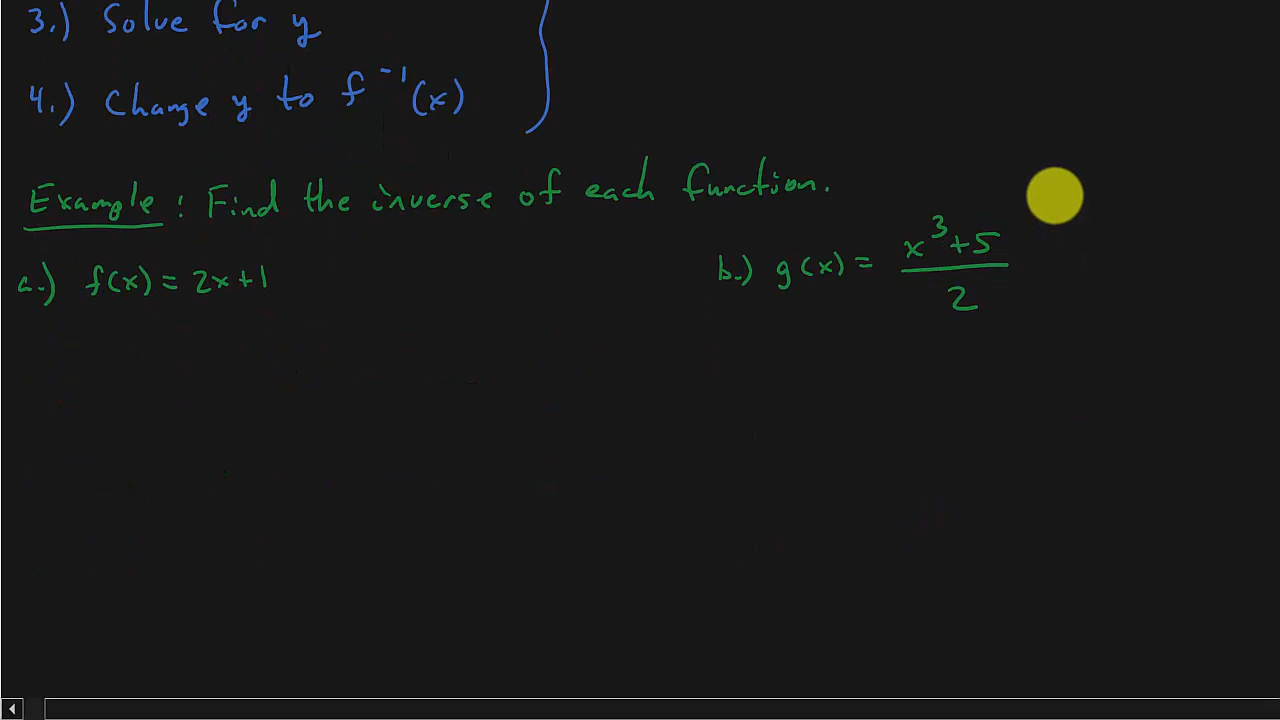 3.) Solve for y
4.) Change y to f⁻¹(x)
Example: Find the inverse of each function.
a.) f(x) = 2x+1
b.) g(x) = x³+5 / 2